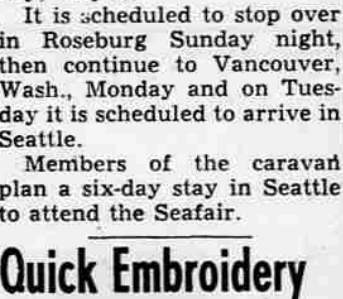 It is scheduled to stop over
in Roseburg Sunday night,
then continue to Vancouver,
Wash., Monday and on Tues-
day it is scheduled to arrive in
Seattle.
Members of the caravan
plan a six-day stay in Seattle
to attend the Seafair.
Quick Embroidery